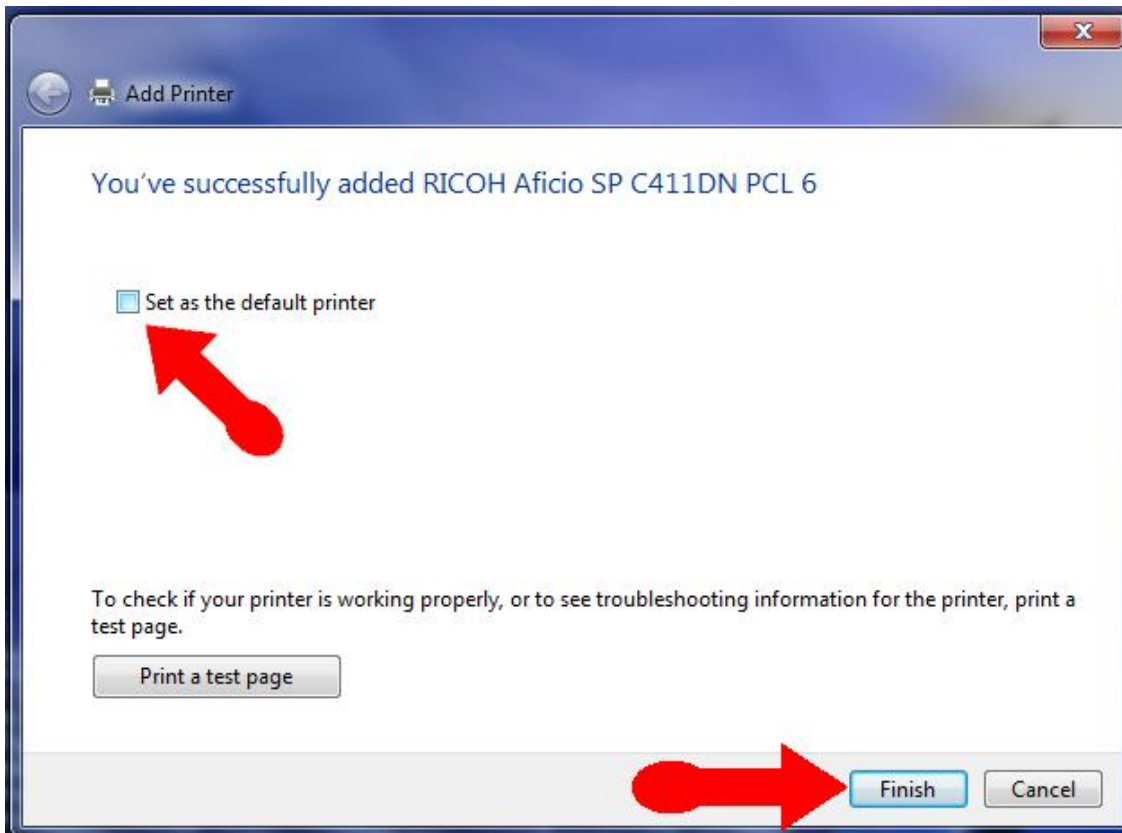 Add Printer
You've successfully added RICOH Aficio SP C411DN PCL 6
Set as the default printer
To check if your printer is working properly, or to see troubleshooting information for the printer, print a
test page.
Print a test page
Finish
Cancel